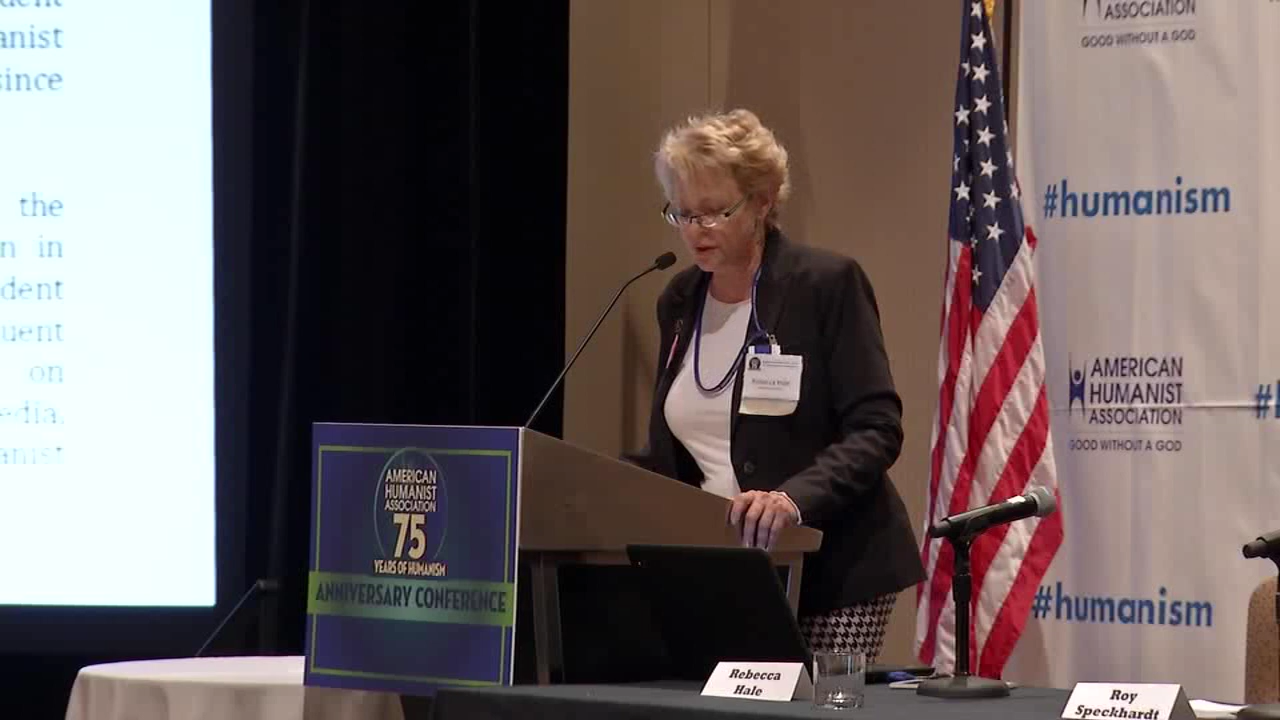 dent
anist
since
the
n in
dent
uent
on
edia,
anist
ASSOCIATION
GOOD WITHOUT A GOD
#humanism
AMERICAN
HUMANIST
ASSOCIATION
GOOD WITHOUT A GOD
#humanism
AMERICAN
HUMANIST
ASSOCIATION
75
YEARS OF HUMANISM
ANNIVERSARY CONFERENCE
Rebecca
Hale
Roy
Speckhardt